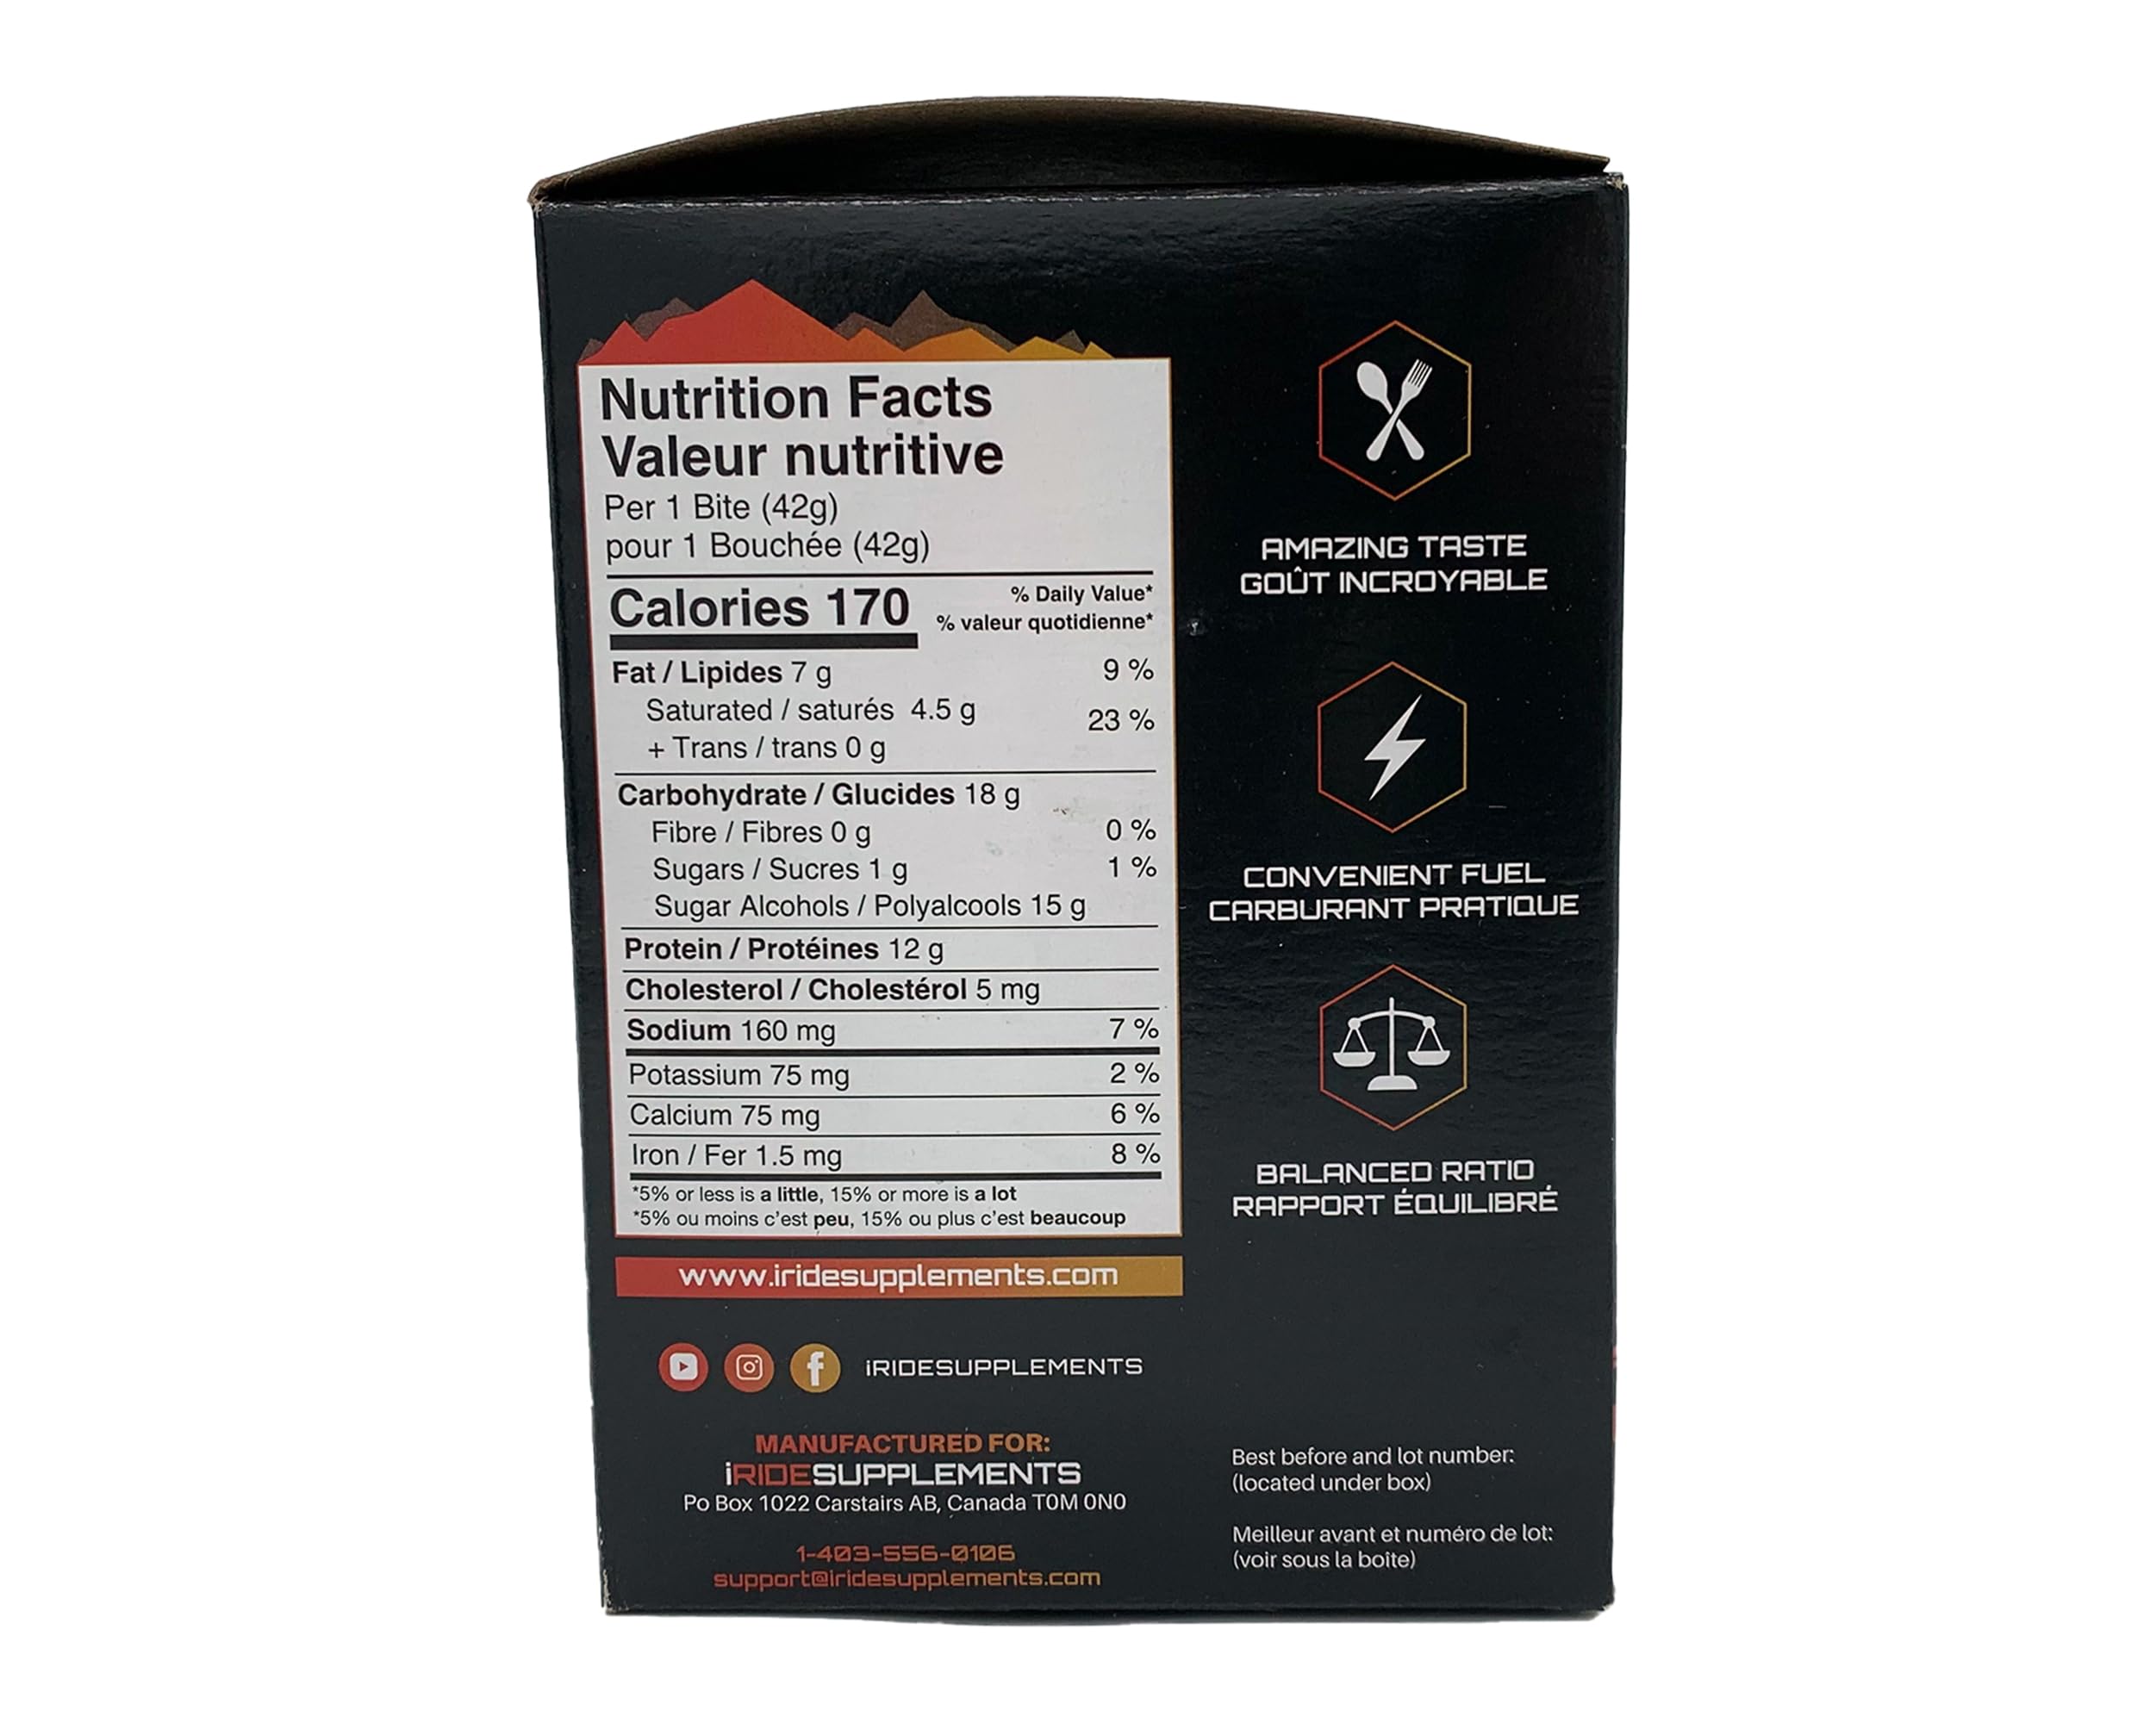 Nutrition Facts
Valeur nutritive
Per 1 Bite (42g)
pour 1 Bouchée (42g)
Calories 170
% Daily Value*
% valeur quotidienne*
Fat / Lipides 7 g 9 %
Saturated / saturés 4.5 g
+ Trans / trans 0 g 23 %
Carbohydrate / Glucides 18 g
Fibre / Fibres 0 g 0 %
Sugars / Sucres 1 g 1 %
Sugar Alcohols / Polyalcools 15 g
Protein / Protéines 12 g
Cholesterol / Cholestérol 5 mg
Sodium 160 mg 7 %
Potassium 75 mg 2 %
Calcium 75 mg 6 %
Iron / Fer 1.5 mg 8 %
*5% or less is a little, 15% or more is a lot
*5% ou moins c'est peu, 15% ou plus c'est beaucoup
www.iridesupplements.com
iRIDESUPPLEMENTS
MANUFACTURED FOR:
iRIDESUPPLEMENTS
Po Box 1022 Carstairs AB, Canada T0M 0N0
1-403-556-0106
support@iridesupplements.com
AMAZING TASTE
GOÛT INCROYABLE
CONVENIENT FUEL
CARBURANT PRATIQUE
BALANCED RATIO
RAPPORT ÉQUILIBRÉ
Best before and lot number:
(located under box)
Meilleur avant et numéro de lot:
(voir sous la boîte)